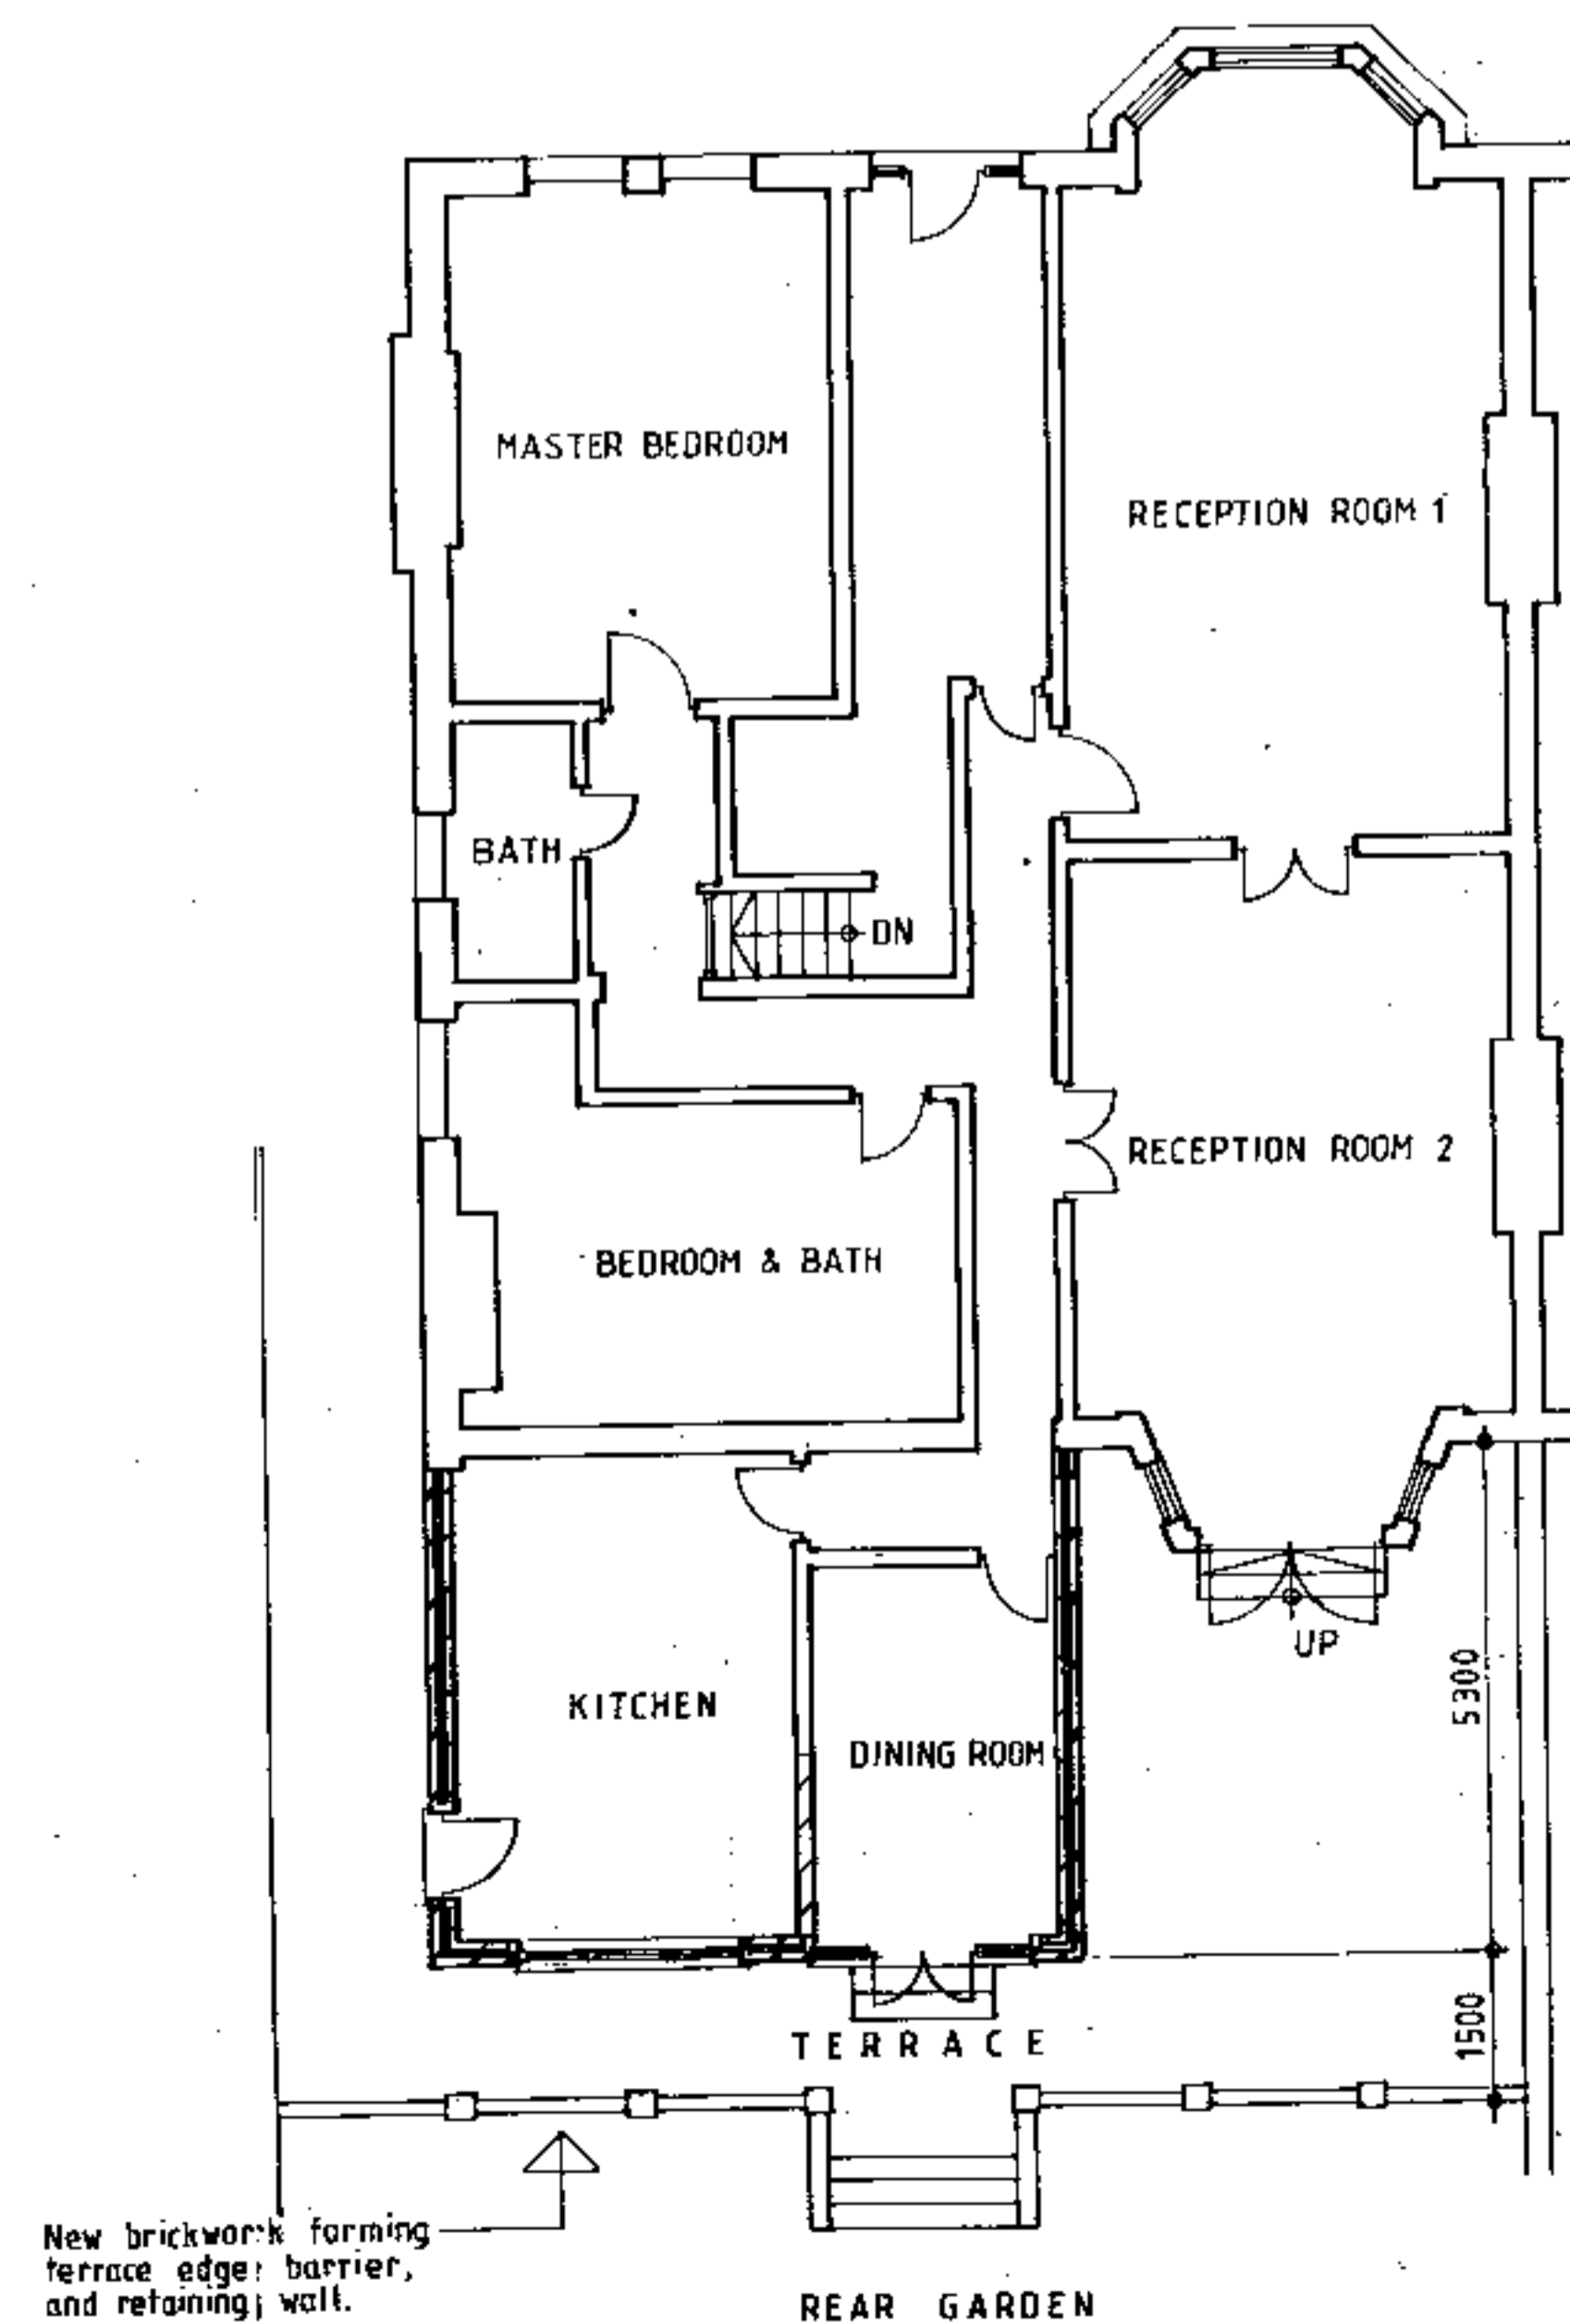 MASTER BEDROOM
RECEPTION ROOM 1
BATH
DN
RECEPTION ROOM 2
BEDROOM & BATH
UP
5300
KITCHEN
DINING ROOM
1500
TERRACE
New brickwork forming
terrace edge, barrier,
and retaining wall.
REAR GARDEN